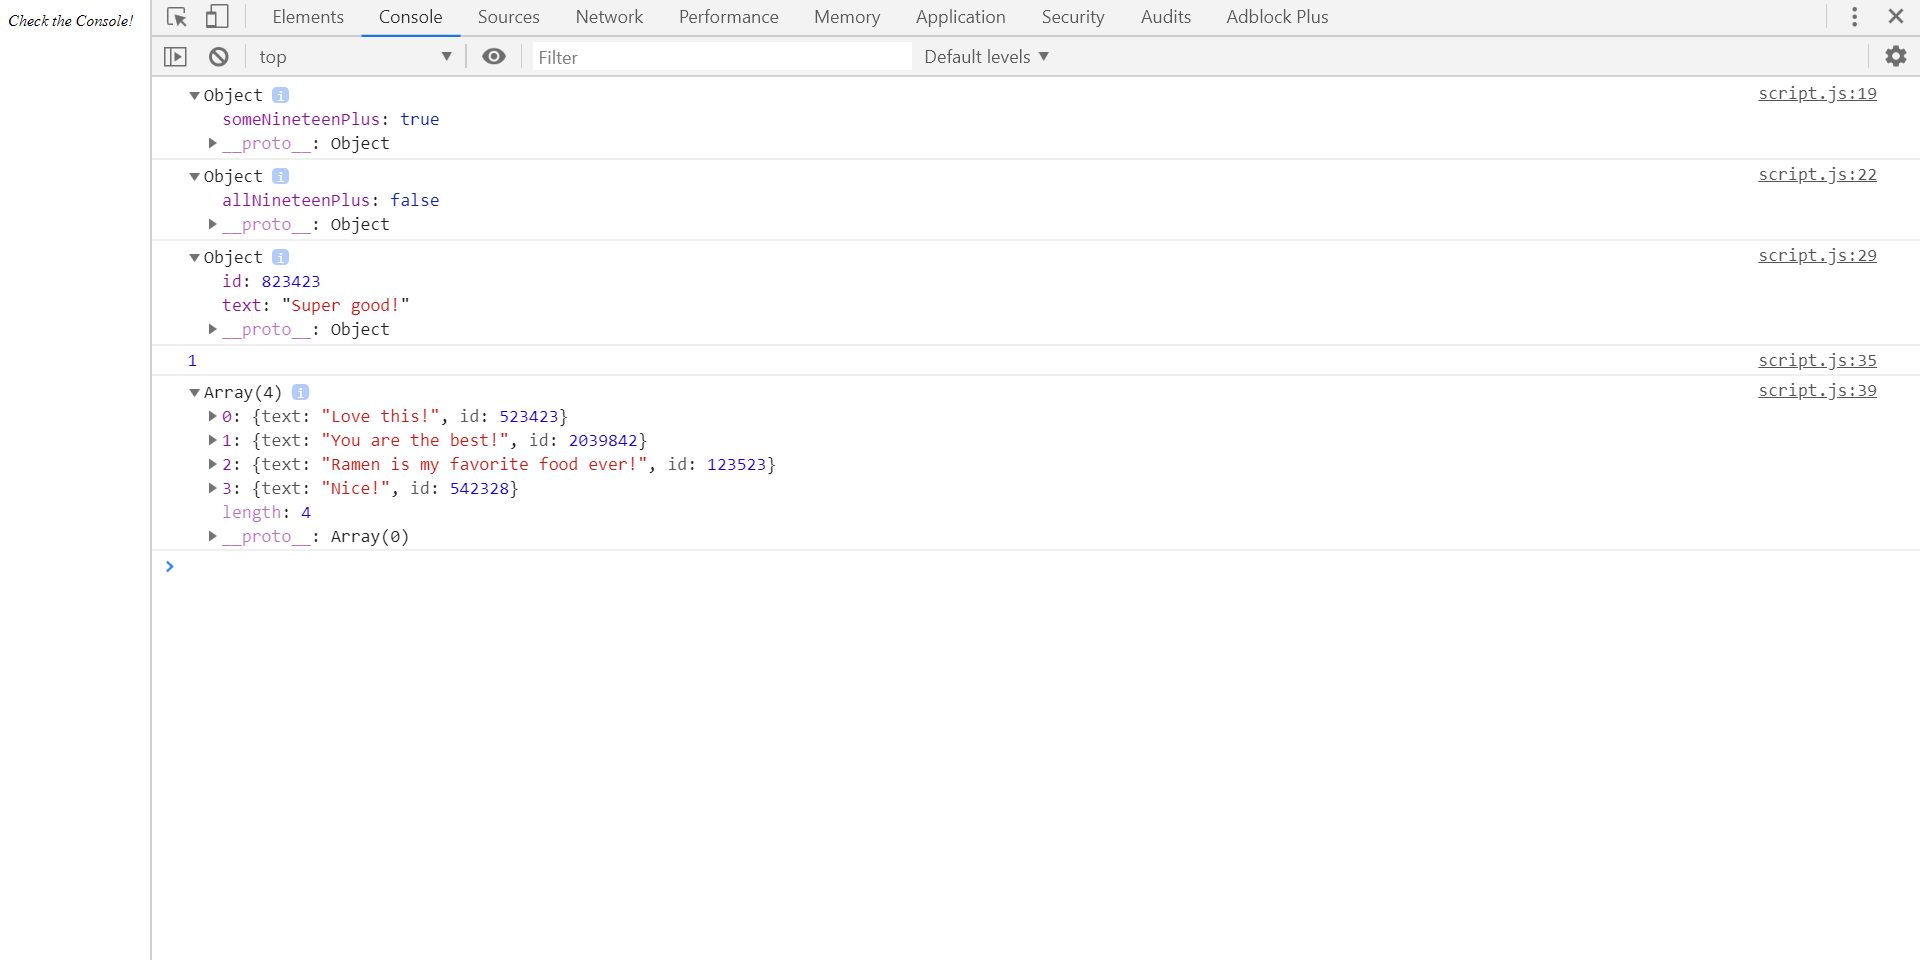 Check the Console!
Elements Console Sources Network Performance Memory Application Security Audits Adblock Plus
top Filter Default levels
Object i script.js:19
someNineteenPlus: true
__proto__: Object
Object i script.js:22
allNineteenPlus: false
__proto__: Object
Object i script.js:29
id: 823423
text: "Super good!"
__proto__: Object
1 script.js:35
Array(4) i script.js:39
0: {text: "Love this!", id: 523423}
1: {text: "You are the best!", id: 2039842}
2: {text: "Ramen is my favorite food ever!", id: 123523}
3: {text: "Nice!", id: 542328}
length: 4
__proto__: Array(0)